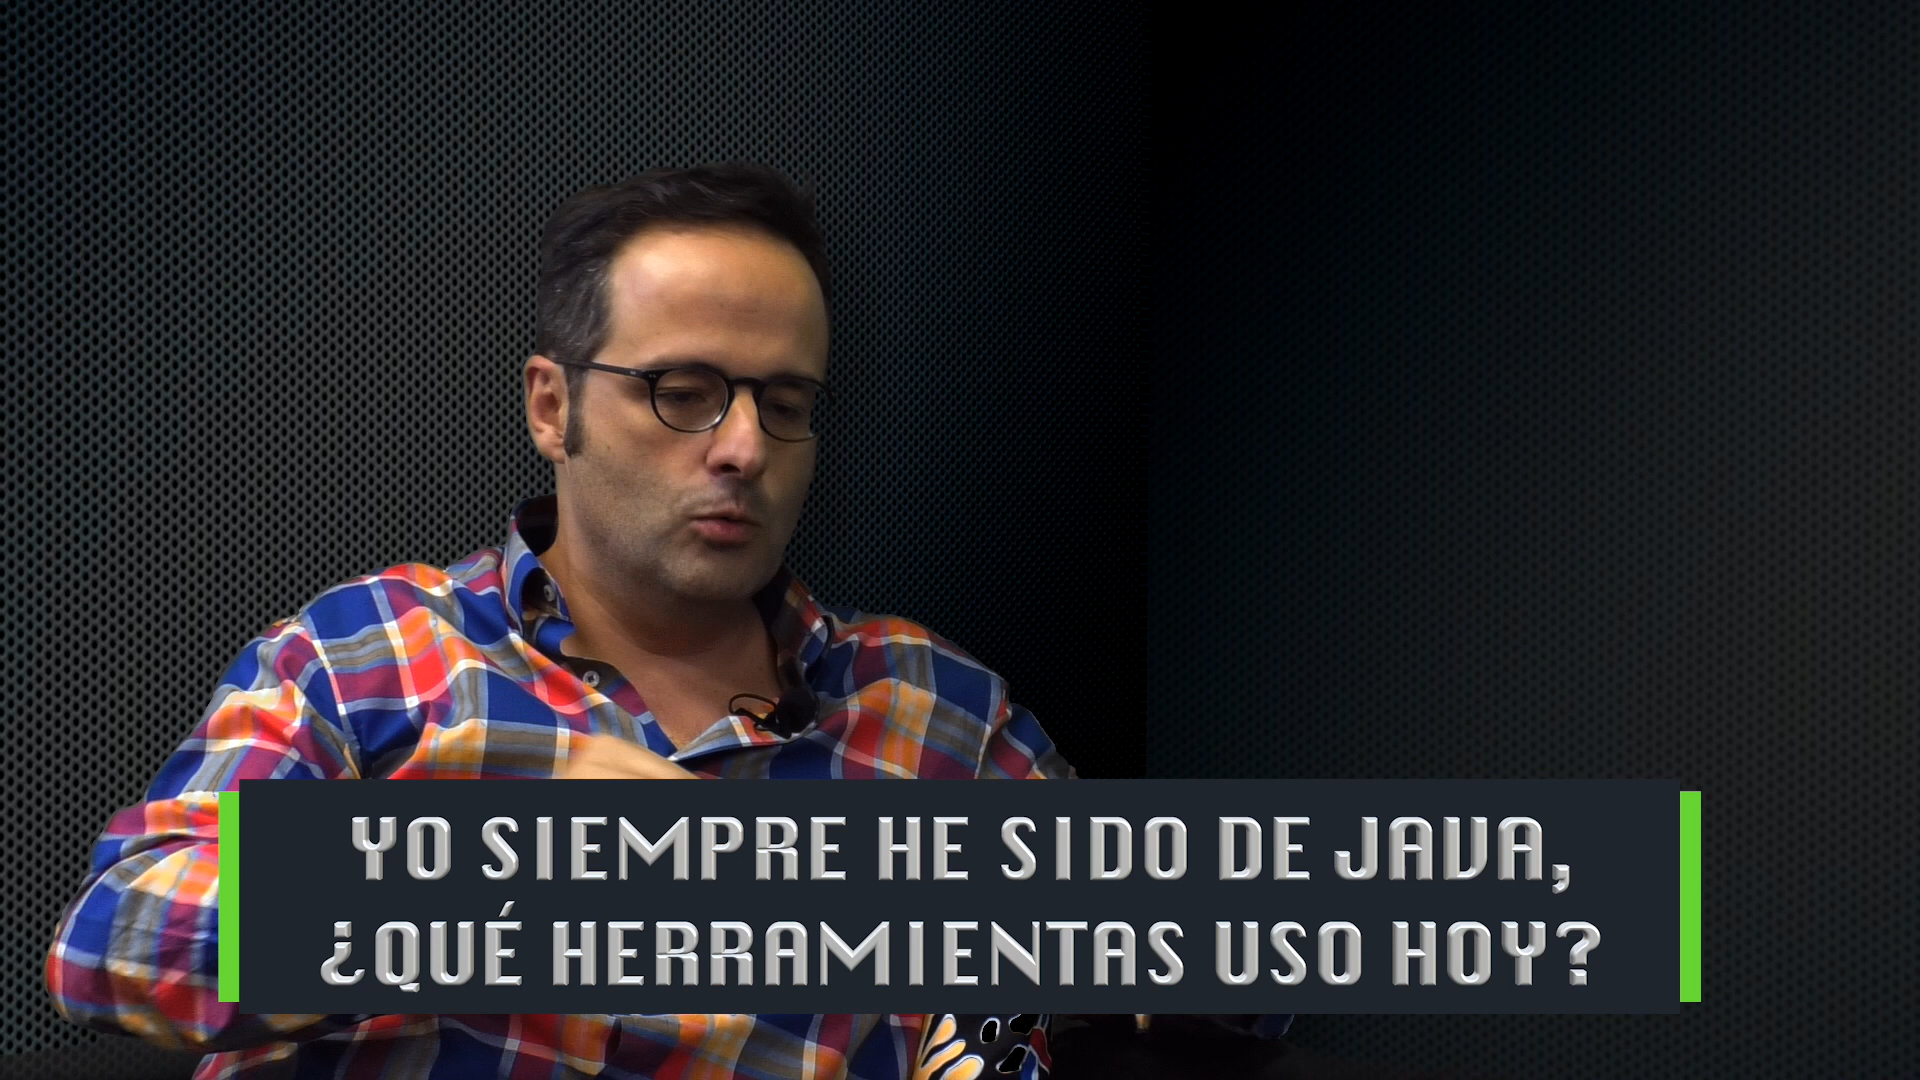 YO SIEMPRE HE SIDO DE JAVA,
¿QUÉ HERRAMIENTAS USO HOY?